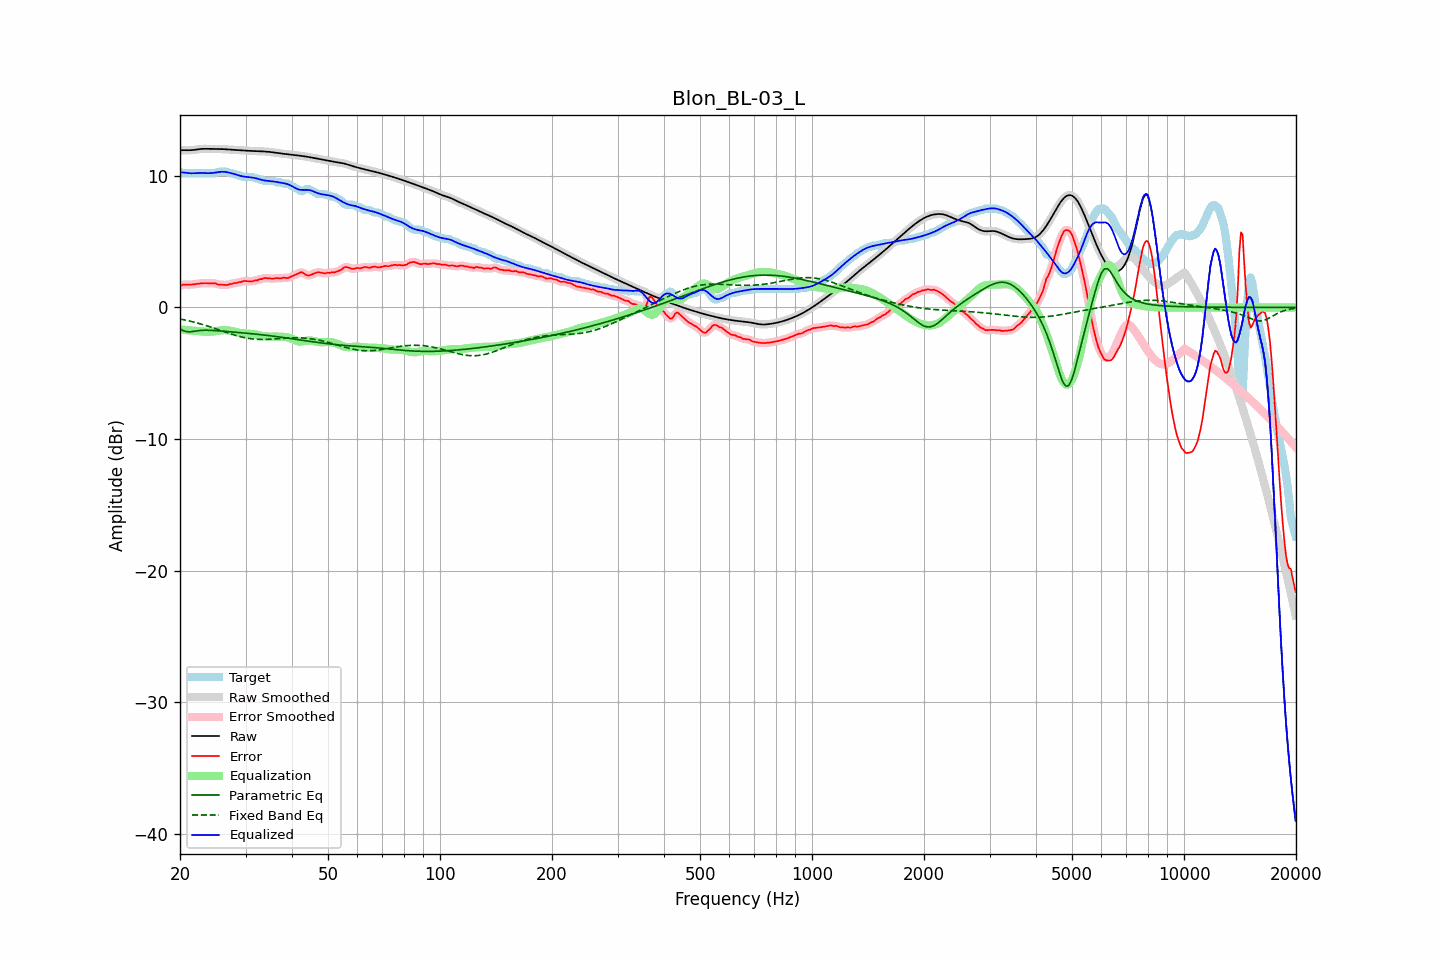 Blon_BL-03_L
Amplitude (dBr)
10
0
−10
−20
−30
−40
Target
Raw Smoothed
Error Smoothed
Raw
Error
Equalization
Parametric Eq
Fixed Band Eq
Equalized
20 50 100 200 500 1000 2000 5000 10000 20000
Frequency (Hz)